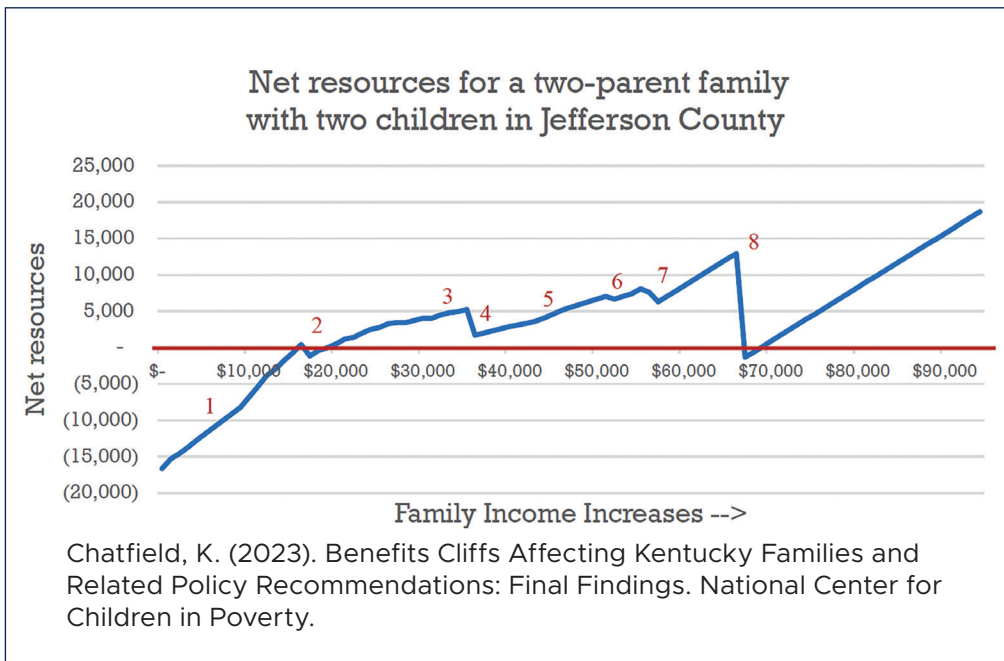 Net resources for a two-parent family
with two children in Jefferson County
Net resources
25,000
20,000
15,000
10,000
5,000
-
(5,000)
(10,000)
(15,000)
(20,000)
1
2
3
4
5
6
7
8
$- $10,000 $20,000 $30,000 $40,000 $50,000 $60,000 $70,000 $80,000 $90,000
Family Income Increases -->
Chatfield, K. (2023). Benefits Cliffs Affecting Kentucky Families and
Related Policy Recommendations: Final Findings. National Center for
Children in Poverty.